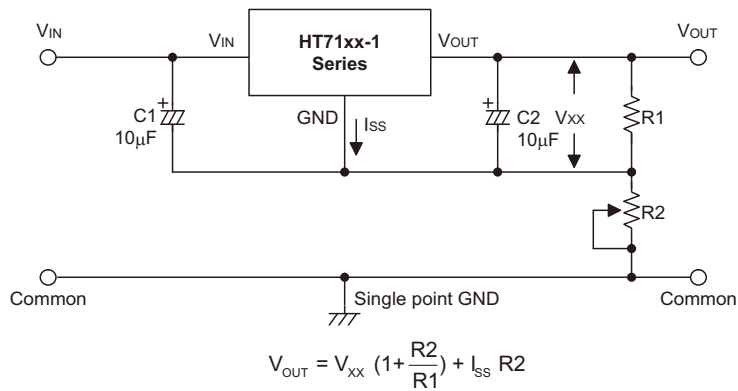 VIN
VIN
HT71xx-1
Series
VOUT
VOUT
C1
10μF
GND
ISS
C2
10μF
VXX
R1
R2
Common
Single point GND
Common
VOUT = VXX (1+R2/R1) + ISS R2